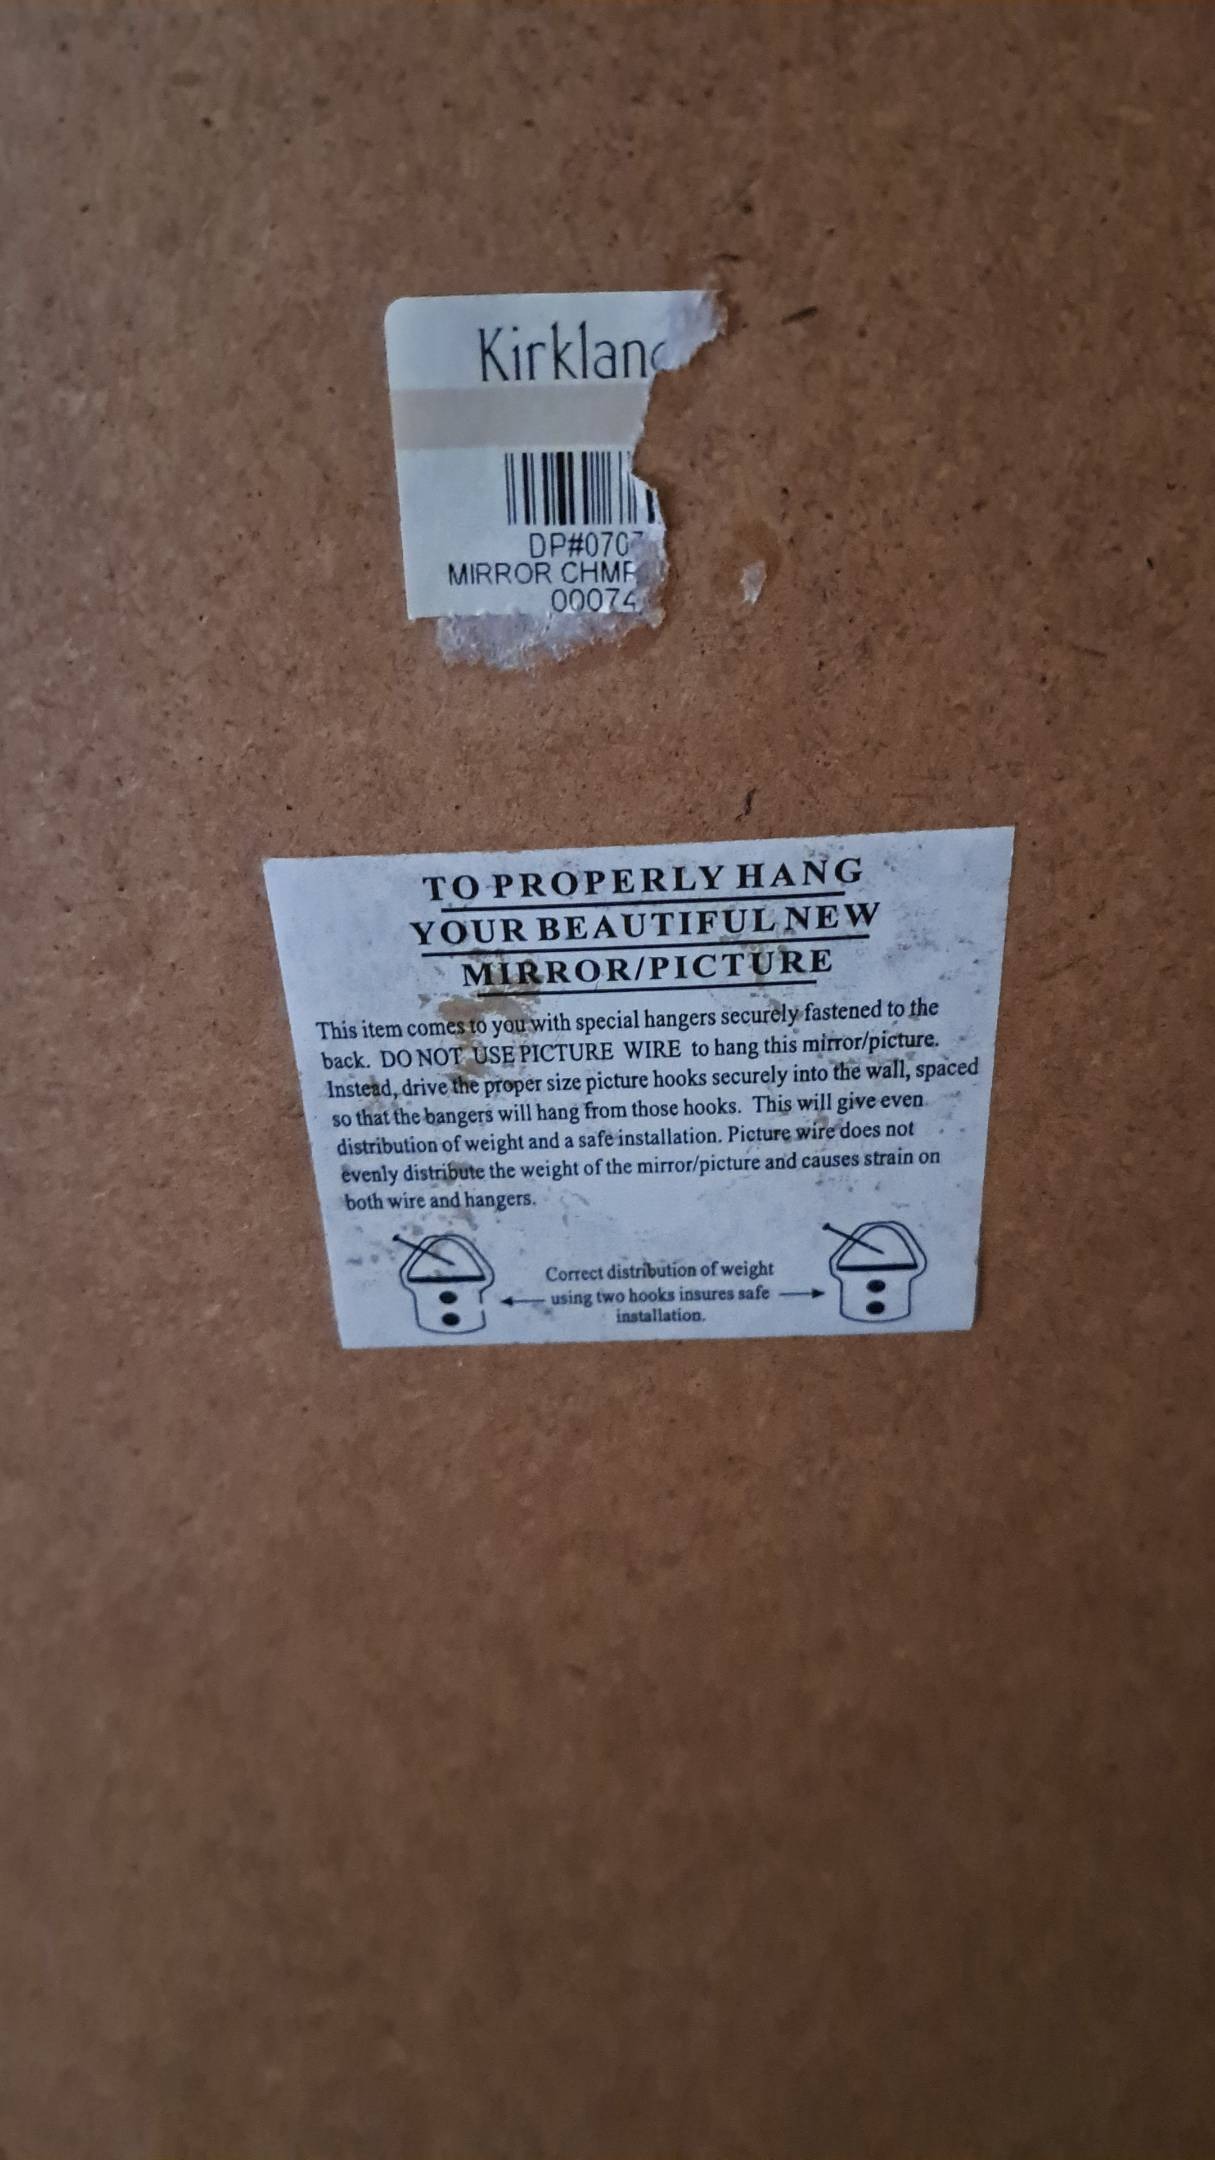 Kirklan
DP#070
MIRROR CHM
0007
TO PROPERLY HANG
YOUR BEAUTIFUL NEW
MIRROR/PICTURE
This item comes to you with special hangers securely fastened to the
back. DO NOT USE PICTURE WIRE to hang this mirror/picture.
Instead, drive the proper size picture hooks securely into the wall, spaced
so that the bangers will hang from those hooks. This will give even
distribution of weight and a safe installation. Picture wire does not
evenly distribute the weight of the mirror/picture and causes strain on
both wire and hangers.
Correct distribution of weight
using two hooks insures safe
installation.